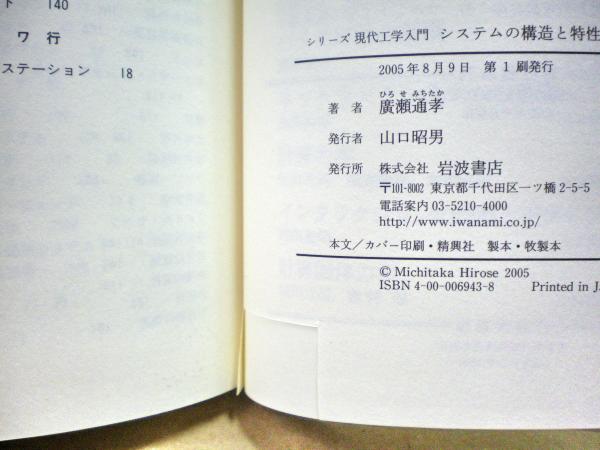 ド 140
ワ 行
ステーション 18
シリーズ 現代工学入門 システムの構造と特性
2005年8月9日 第1刷発行
ひろ せ みちたか
著 者 廣瀬通孝
発行者 山口昭男
発行所 株式会社 岩波書店
〒101-8002 東京都千代田区一ツ橋 2-5-5
電話案内 03-5210-4000
http://www.iwanami.co.jp/
本文/カバー印刷・精興社 製本・牧製本
© Michitaka Hirose 2005
ISBN 4-00-006943-8 Printed in J